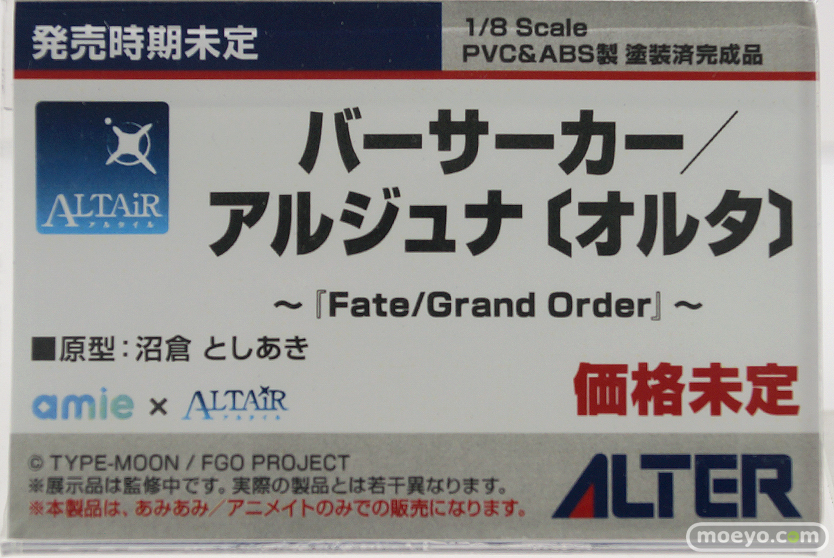 発売時期未定
1/8 Scale
PVC&ABS製 塗装済完成品
ALTAiR
アルタイル
バーサーカー／
アルジュナ〔オルタ〕
～『Fate/Grand Order』～
■原型：沼倉 としあき
amie × ALTAiR
アルタイル
価格未定
© TYPE-MOON / FGO PROJECT
※展示品は監修中です。実際の製品とは若干異なります。
※本製品は、あみあみ／アニメイトのみでの販売になります。
ALTER
moeyo.com